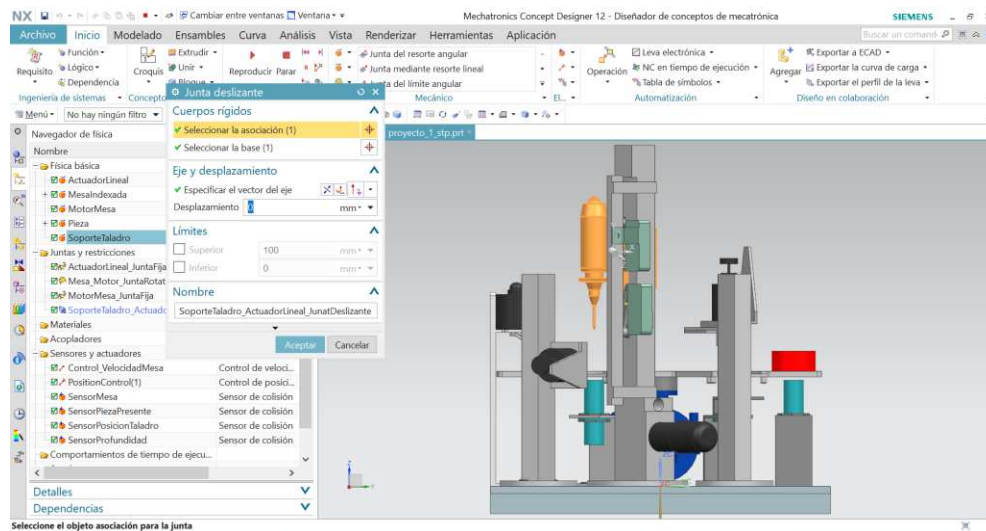 NX Cambiar entre ventanas Ventana Mechatronics Concept Designer 12 - Diseñador de conceptos de mecatrónica SIEMENS
Archivo Inicio Modelado Ensambles Curva Análisis Vista Renderizar Herramientas Aplicación Buscar un comand
Función Extrudir Junta del resorte angular Leva electrónica Exportar a ECAD
Lógico Unir Junta mediante resorte lineal NC en tiempo de ejecución Exportar la curva de carga
Requisito Croquis Reproducir Parar Operación Agregar
Dependencia Bloque Junta del límite angular Tabla de símbolos Exportar el perfil de la leva
Ingeniería de sistemas Concepto Mecánico Automatización Diseño en colaboración
Menú No hay ningún filtro
Junta deslizante
Cuerpos rígidos
Seleccionar la asociación (1)
Seleccionar la base (1)
Eje y desplazamiento
Especificar el vector del eje
Desplazamiento 0 mm
Límites
Superior 100 mm
Inferior 0 mm
Nombre
SoporteTaladro_ActuadorLineal_JunatDeslizante
Aceptar Cancelar
proyecto_1_stp.prt
Navegador de física
Nombre
Física básica
ActuadorLineal
MesaIndexada
MotorMesa
Pieza
SoporteTaladro
Juntas y restricciones
ActuadorLineal_JuntaFija
Mesa_Motor_JuntaRotat
MotorMesa_JuntaFija
SoporteTaladro_Actuado
Materiales
Acopladores
Sensores y actuadores
Control_VelocidadMesa Control de veloci...
PositionControl(1) Control de posici...
SensorMesa Sensor de colisión
SensorPiezaPresente Sensor de colisión
SensorPosicionTaladro Sensor de colisión
SensorProfundidad Sensor de colisión
Comportamientos de tiempo de ejecu...
Detalles
Dependencias
Seleccione el objeto asociación para la junta